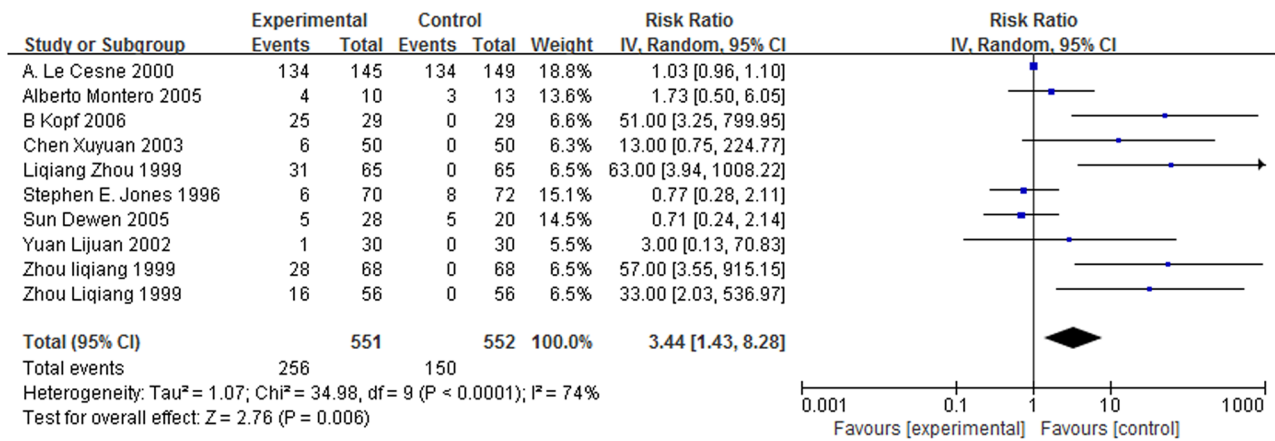 Experimental Control Risk Ratio Risk Ratio
Study or Subgroup Events Total Events Total Weight IV, Random, 95% CI IV, Random, 95% CI
A. Le Cesne 2000 134 145 134 149 18.8% 1.03 [0.96, 1.10]
Alberto Montero 2005 4 10 3 13 13.6% 1.73 [0.50, 6.05]
B Kopf 2006 25 29 0 29 6.6% 51.00 [3.25, 799.95]
Chen Xuyuan 2003 6 50 0 50 6.3% 13.00 [0.75, 224.77]
Liqiang Zhou 1999 31 65 0 65 6.5% 63.00 [3.94, 1008.22]
Stephen E. Jones 1996 6 70 8 72 15.1% 0.77 [0.28, 2.11]
Sun Dewen 2005 5 28 5 20 14.5% 0.71 [0.24, 2.14]
Yuan Lijuan 2002 1 30 0 30 5.5% 3.00 [0.13, 70.83]
Zhou liqiang 1999 28 68 0 68 6.5% 57.00 [3.55, 915.15]
Zhou Liqiang 1999 16 56 0 56 6.5% 33.00 [2.03, 536.97]
Total (95% CI) 551 552 100.0% 3.44 [1.43, 8.28]
Total events 256 150
Heterogeneity: Tau² = 1.07; Chi² = 34.98, df = 9 (P < 0.0001); I² = 74%
Test for overall effect: Z = 2.76 (P = 0.006)
0.001 0.1 1 10 1000
Favours [experimental] Favours [control]